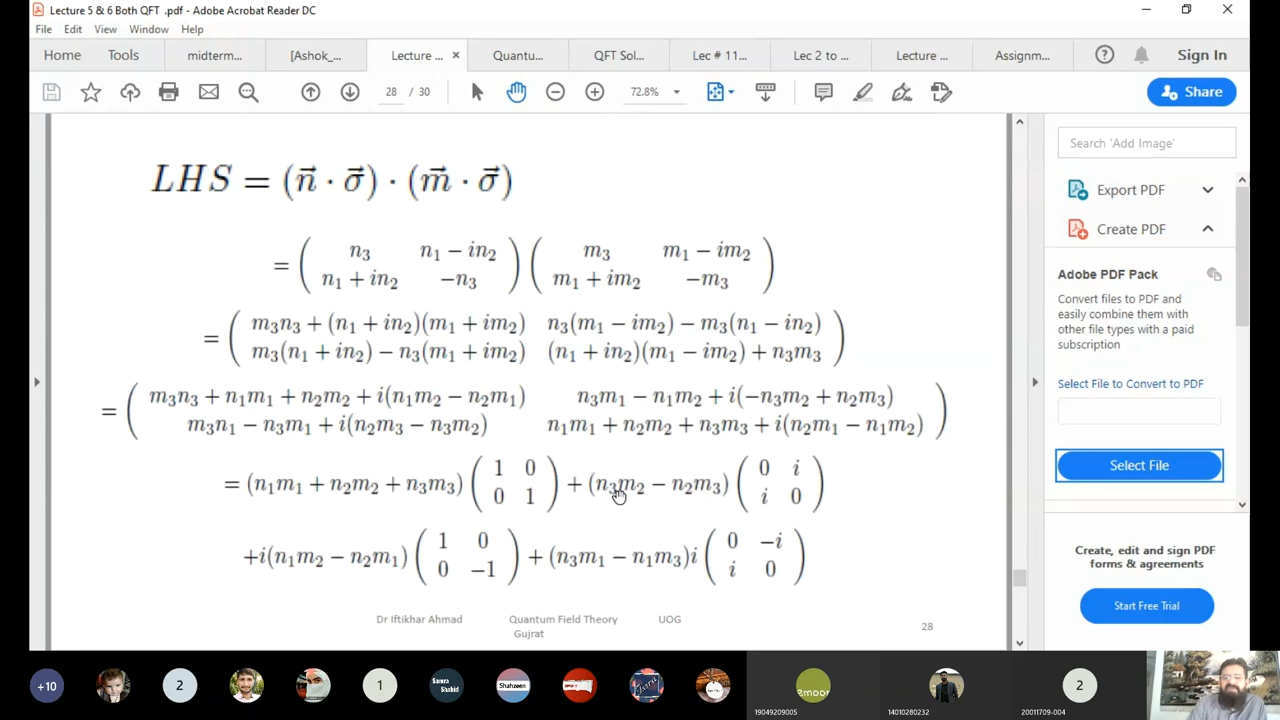 Lecture 5 & 6 Both QFT .pdf - Adobe Acrobat Reader DC
File Edit View Window Help
Home Tools midterm... [Ashok_... Lecture ... × Quantu... QFT Sol... Lec # 11... Lec 2 to ... Lecture ... Assignm... Sign In
28 / 30 72.8% Share
Search 'Add Image'
Export PDF
Create PDF
Adobe PDF Pack
Convert files to PDF and
easily combine them with
other file types with a paid
subscription
Select File to Convert to PDF
Select File
Create, edit and sign PDF
forms & agreements
Start Free Trial
LHS = (n⃗ · σ⃗) · (m⃗ · σ⃗)
= ( n₃ n₁ − in₂ ) ( m₃ m₁ − im₂ )
n₁ + in₂ −n₃ m₁ + im₂ −m₃
= ( m₃n₃ + (n₁ + in₂)(m₁ + im₂) n₃(m₁ − im₂) − m₃(n₁ − in₂) )
m₃(n₁ + in₂) − n₃(m₁ + im₂) (n₁ + in₂)(m₁ − im₂) + n₃m₃
= ( m₃n₃ + n₁m₁ + n₂m₂ + i(n₁m₂ − n₂m₁) n₃m₁ − n₁m₂ + i(−n₃m₂ + n₂m₃) )
m₃n₁ − n₃m₁ + i(n₂m₃ − n₃m₂) n₁m₁ + n₂m₂ + n₃m₃ + i(n₂m₁ − n₁m₂)
= (n₁m₁ + n₂m₂ + n₃m₃) ( 1 0 0 1 ) + (n₃m₂ − n₂m₃) ( 0 i i 0 )
+i(n₁m₂ − n₂m₁) ( 1 0 0 −1 ) + (n₃m₁ − n₁m₃)i ( 0 −i i 0 )
Dr Iftikhar Ahmad Quantum Field Theory UOG
Gujrat
28
+10 2 1 Samra Shahid Shahzeen 2
19049209005 14010280232 20011709-004